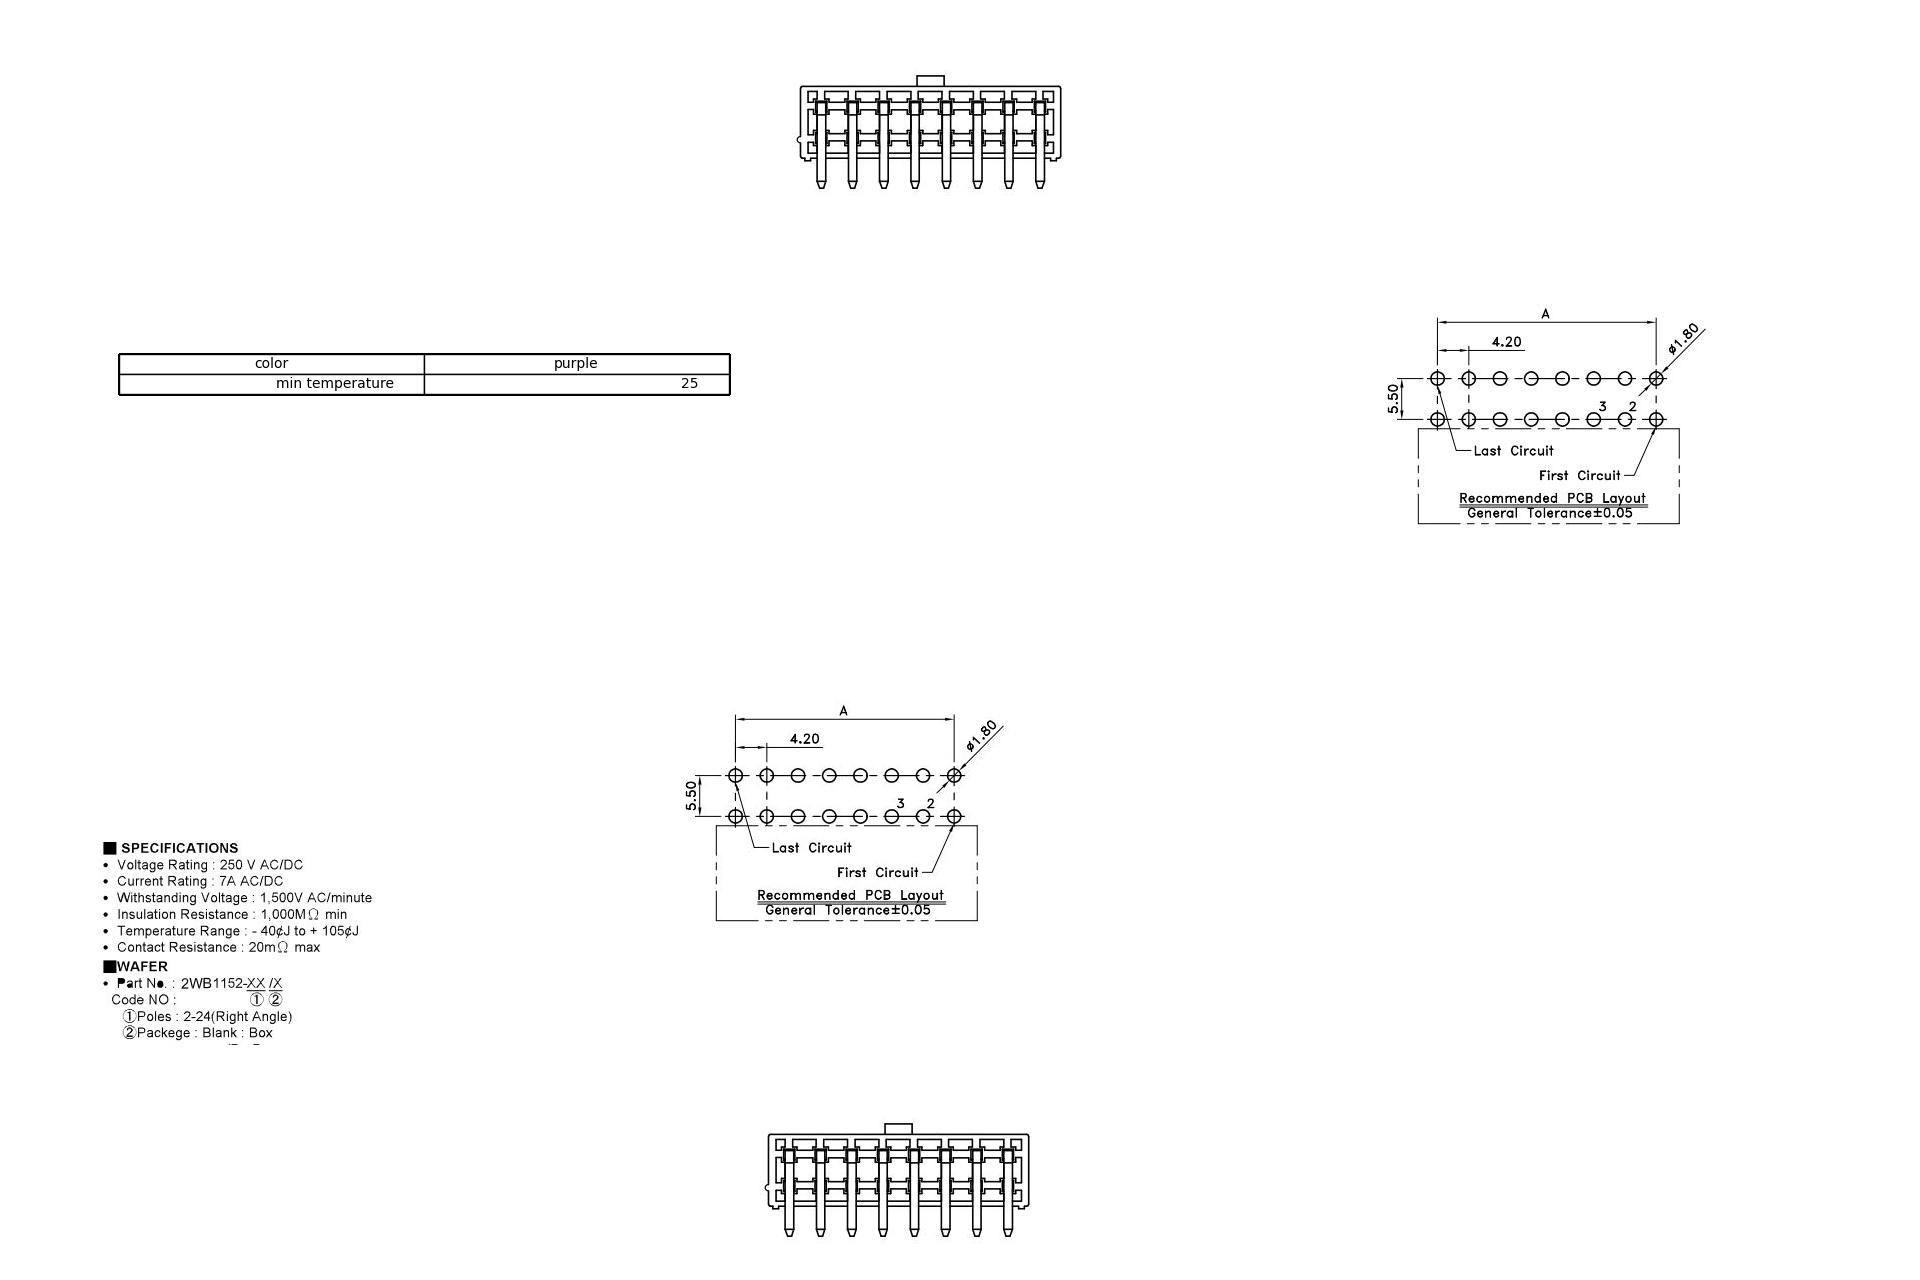 color purple
min temperature 25
A
4.20
ø1.80
5.50
3 2
Last Circuit
First Circuit
Recommended PCB Layout
General Tolerance±0.05
A
4.20
ø1.80
5.50
3 2
Last Circuit
First Circuit
Recommended PCB Layout
General Tolerance±0.05
■ SPECIFICATIONS
• Voltage Rating : 250 V AC/DC
• Current Rating : 7A AC/DC
• Withstanding Voltage : 1,500V AC/minute
• Insulation Resistance : 1,000MΩ min
• Temperature Range : - 40¢J to + 105¢J
• Contact Resistance : 20mΩ max
■WAFER
• Part No. : 2WB1152-XX /X
Code NO : ① ②
①Poles : 2-24(Right Angle)
②Packege : Blank : Box